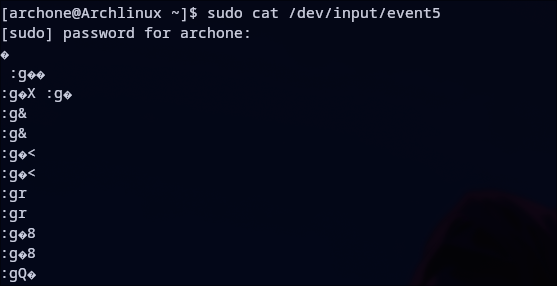 [archone@Archlinux ~]$ sudo cat /dev/input/event5
[sudo] password for archone:
�
 :g��
:g�X :g�
:g&
:g&
:g�<
:g�<
:gr
:gr
:g�8
:g�8
:gQ�